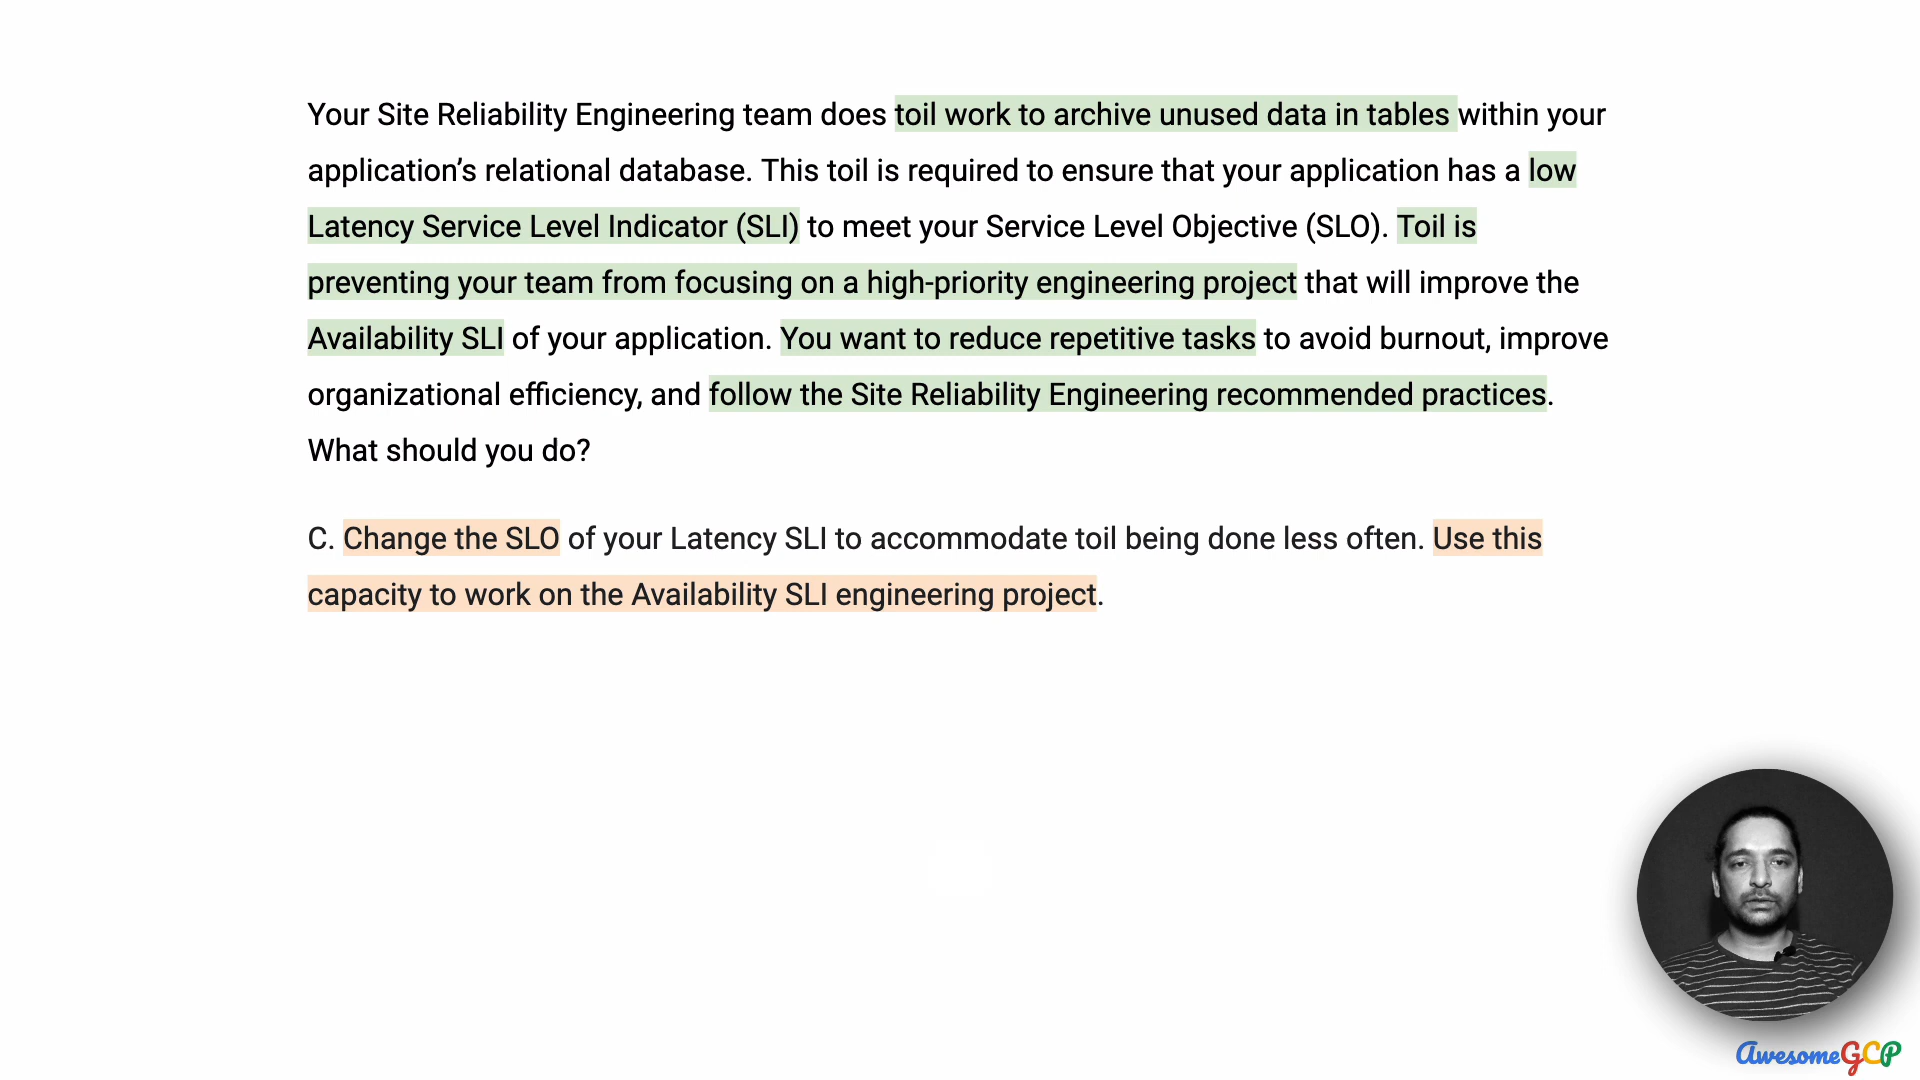 Your Site Reliability Engineering team does toil work to archive unused data in tables within your
application’s relational database. This toil is required to ensure that your application has a low
Latency Service Level Indicator (SLI) to meet your Service Level Objective (SLO). Toil is
preventing your team from focusing on a high-priority engineering project that will improve the
Availability SLI of your application. You want to reduce repetitive tasks to avoid burnout, improve
organizational efficiency, and follow the Site Reliability Engineering recommended practices.
What should you do?
C. Change the SLO of your Latency SLI to accommodate toil being done less often. Use this
capacity to work on the Availability SLI engineering project.
AwesomeGCP